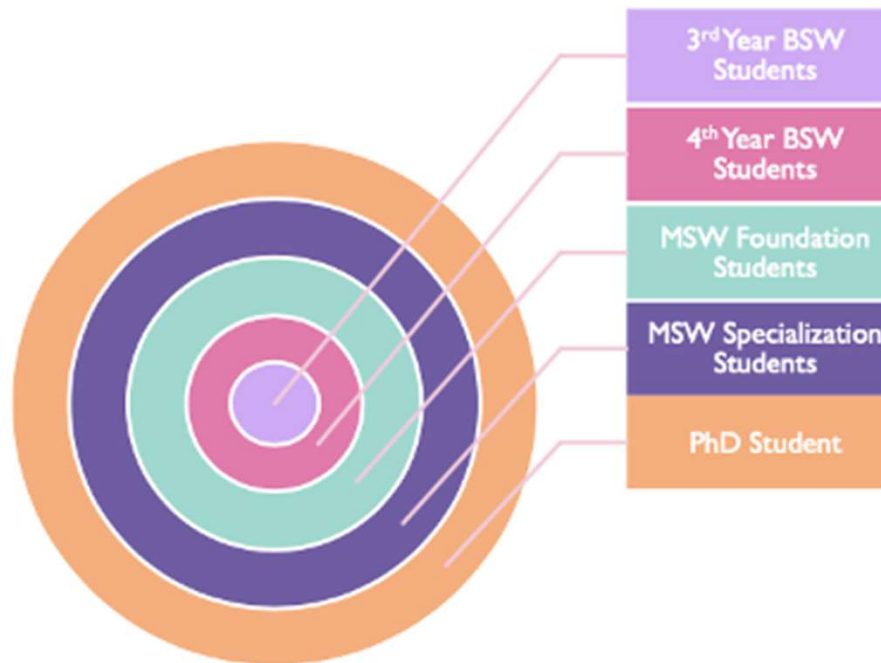 3rd Year BSW
Students
4th Year BSW
Students
MSW Foundation
Students
MSW Specialization
Students
PhD Student